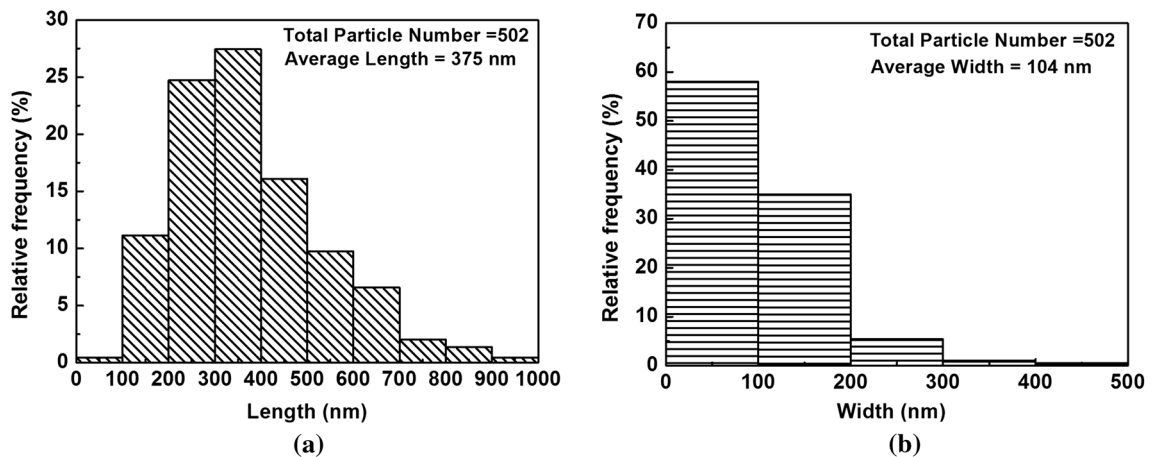 Total Particle Number =502
Average Length = 375 nm
Relative frequency (%)
30
25
20
15
10
5
0
0 100 200 300 400 500 600 700 800 900 1000
Length (nm)
(a)
Total Particle Number =502
Average Width = 104 nm
Relative frequency (%)
70
60
50
40
30
20
10
0
0 100 200 300 400 500
Width (nm)
(b)